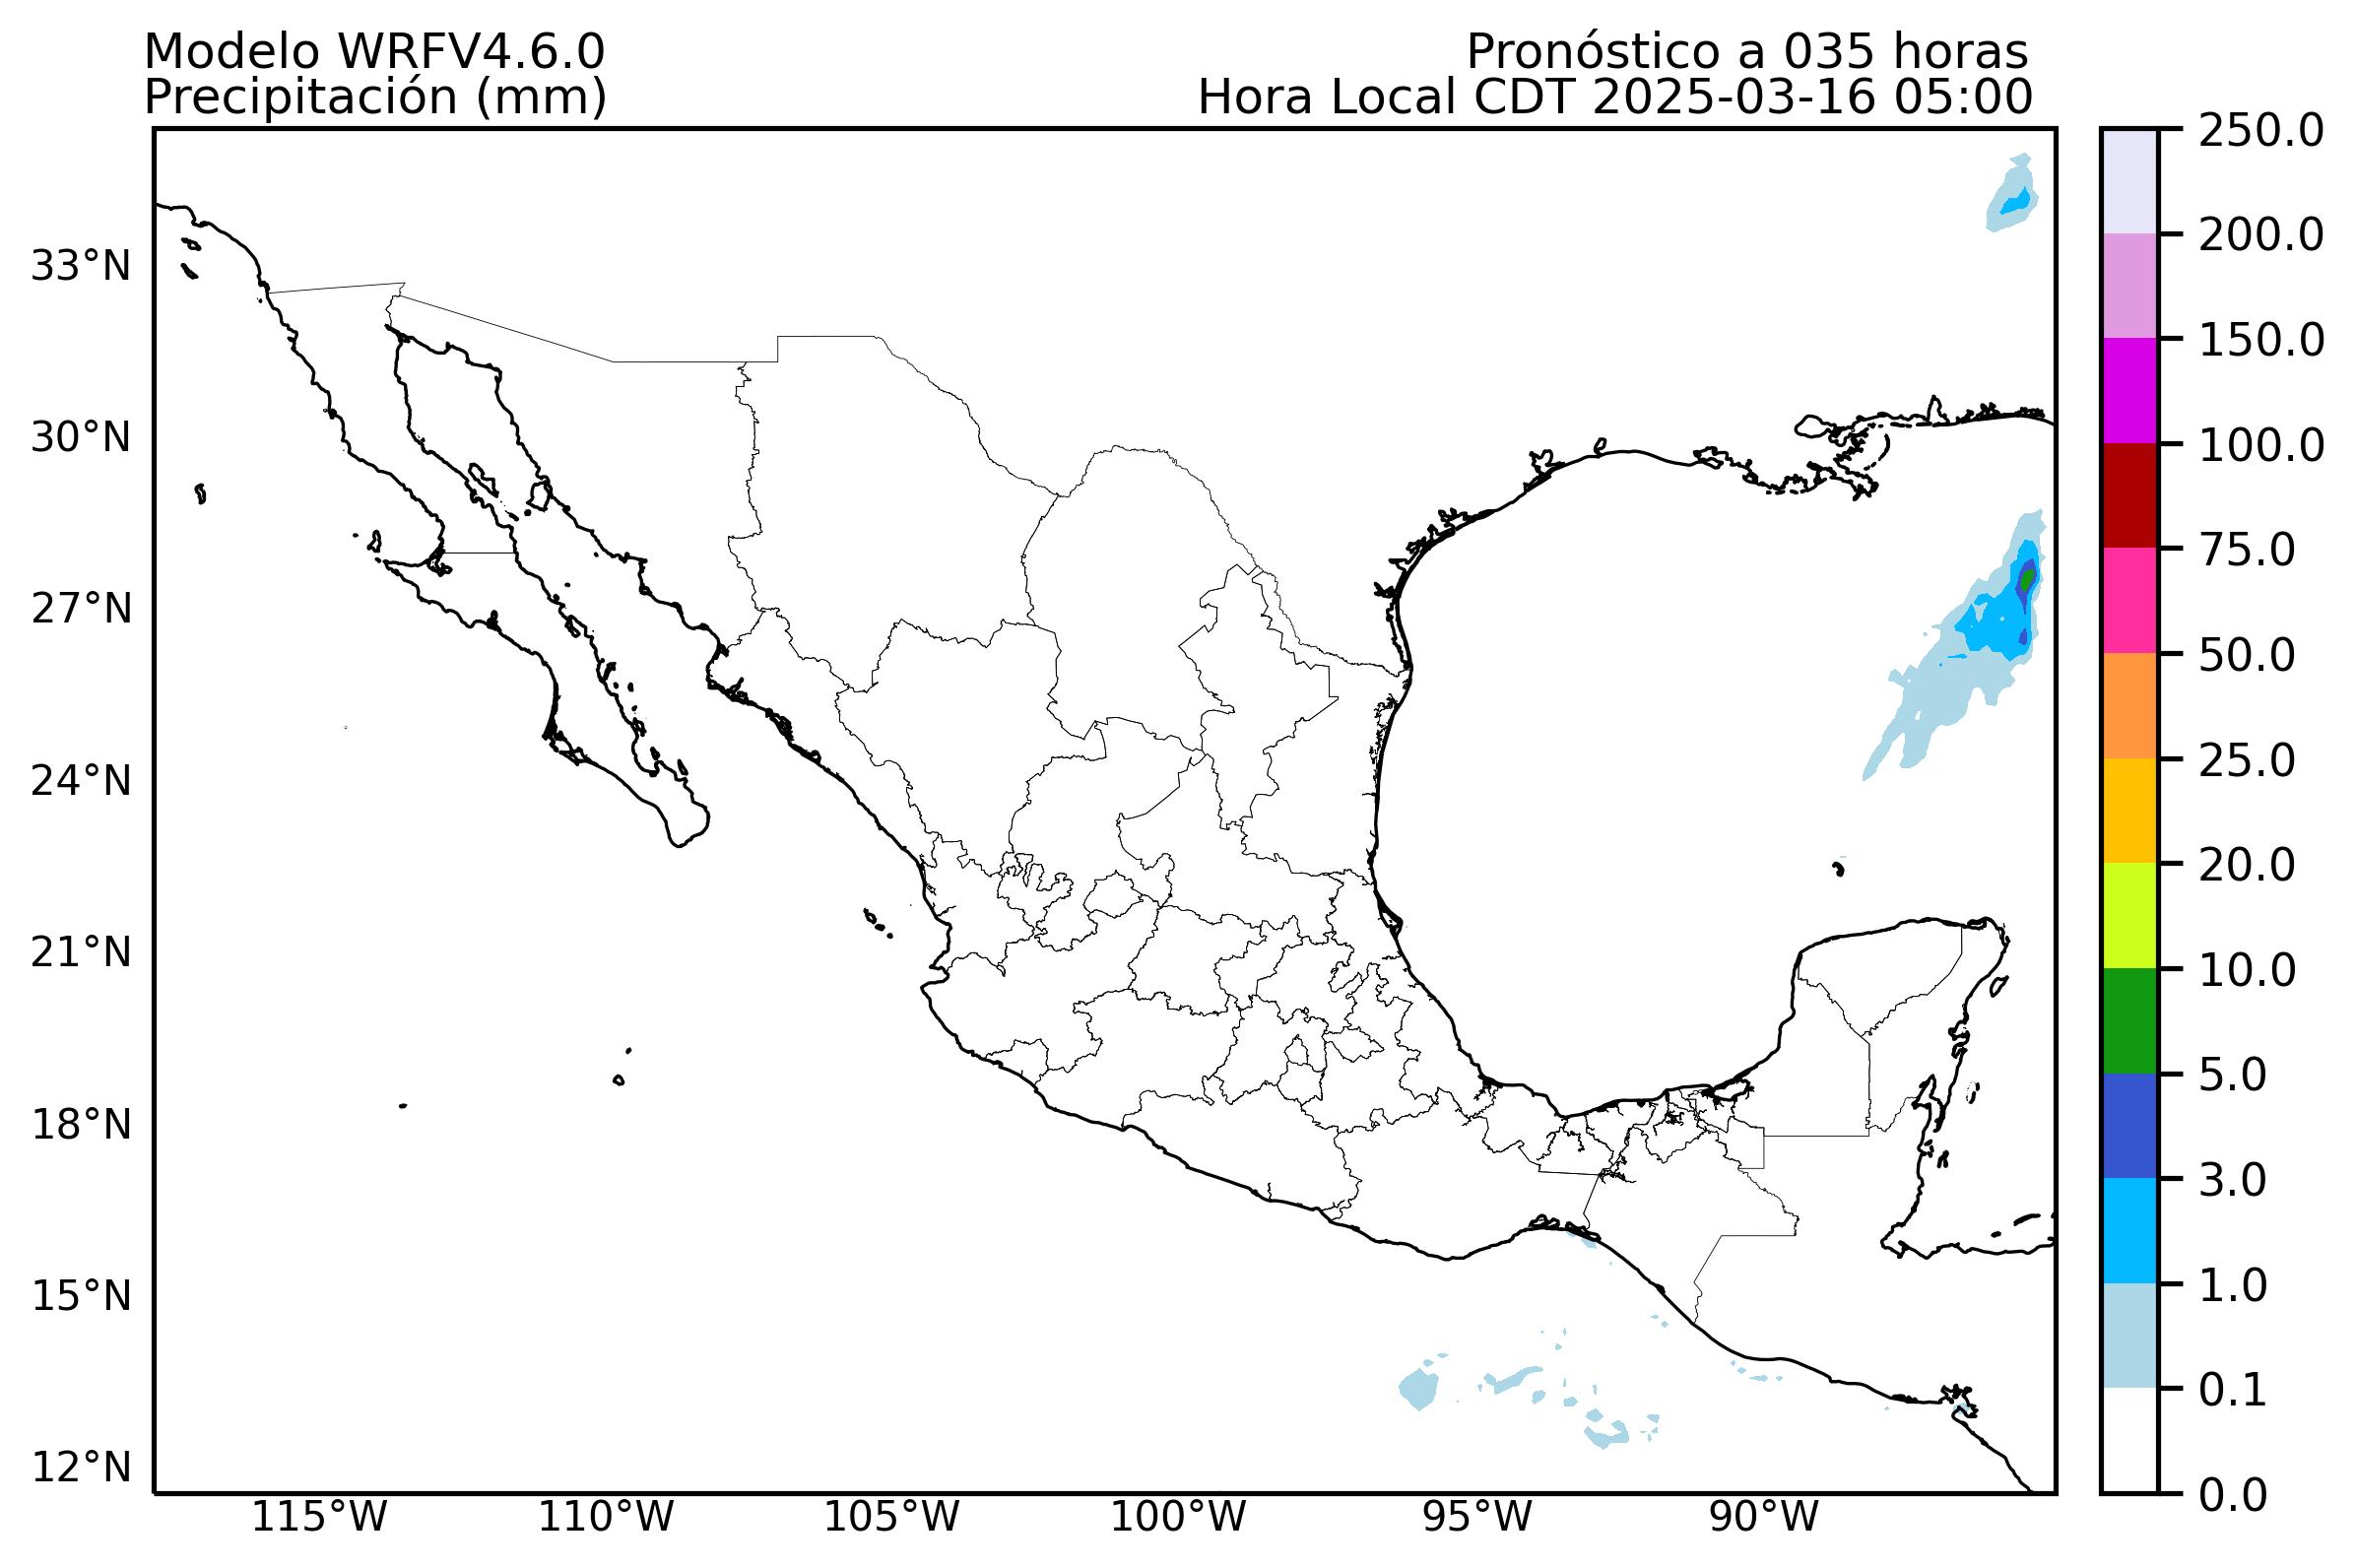 Modelo WRFV4.6.0
Precipitación (mm)
Pronóstico a 035 horas
Hora Local CDT 2025-03-16 05:00
33°N
30°N
27°N
24°N
21°N
18°N
15°N
12°N
115°W
110°W
105°W
100°W
95°W
90°W
250.0
200.0
150.0
100.0
75.0
50.0
25.0
20.0
10.0
5.0
3.0
1.0
0.1
0.0